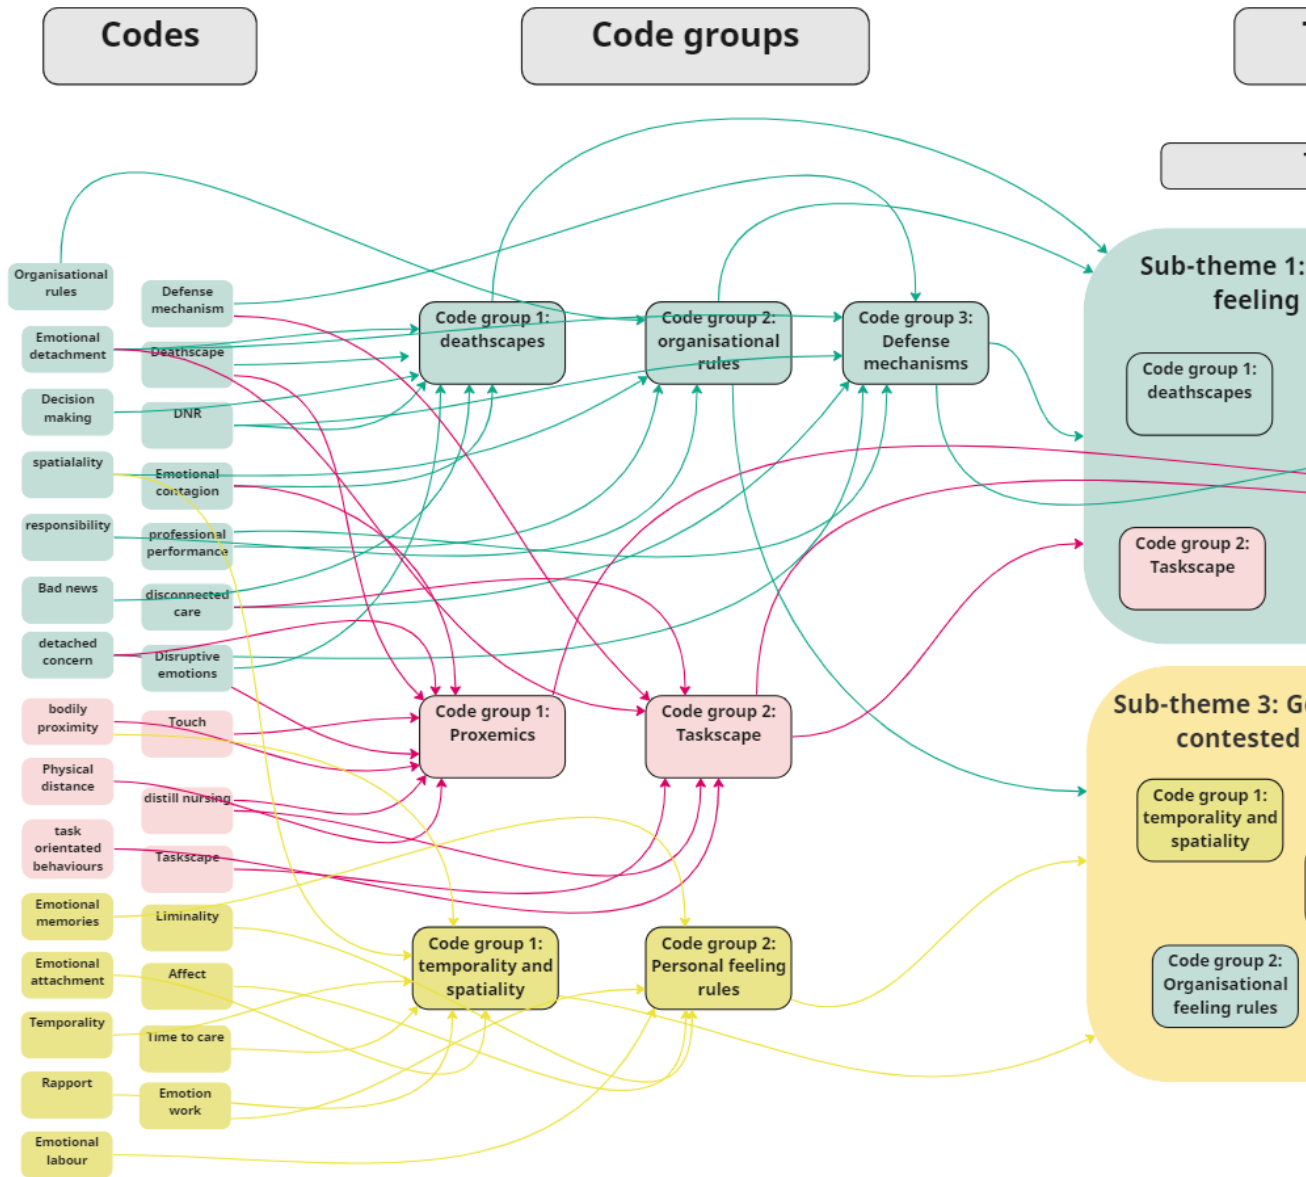 Codes
Code groups
Organisational
rules
Emotional
detachment
Decision
making
spatialality
responsibility
Bad news
detached
concern
bodily
proximity
Physical
distance
task
orientated
behaviours
Emotional
memories
Emotional
attachment
Temporality
Rapport
Emotional
labour
Defense
mechanism
Deathscape
DNR
Emotional
contagion
professional
performance
disconnected
care
Disruptive
emotions
Touch
distill nursing
Taskscape
Liminality
Affect
Time to care
Emotion
work
Code group 1:
deathscapes
Code group 2:
organisational
rules
Code group 3:
Defense
mechanisms
Code group 1:
Proxemics
Code group 2:
Taskscape
Code group 1:
temporality and
spatiality
Code group 2:
Personal feeling
rules
Sub-theme 1:
feeling
Code group 1:
deathscapes
Code group 2:
Taskscape
Sub-theme 3:
contested
Code group 1:
temporality and
spatiality
Code group 2:
Organisational
feeling rules